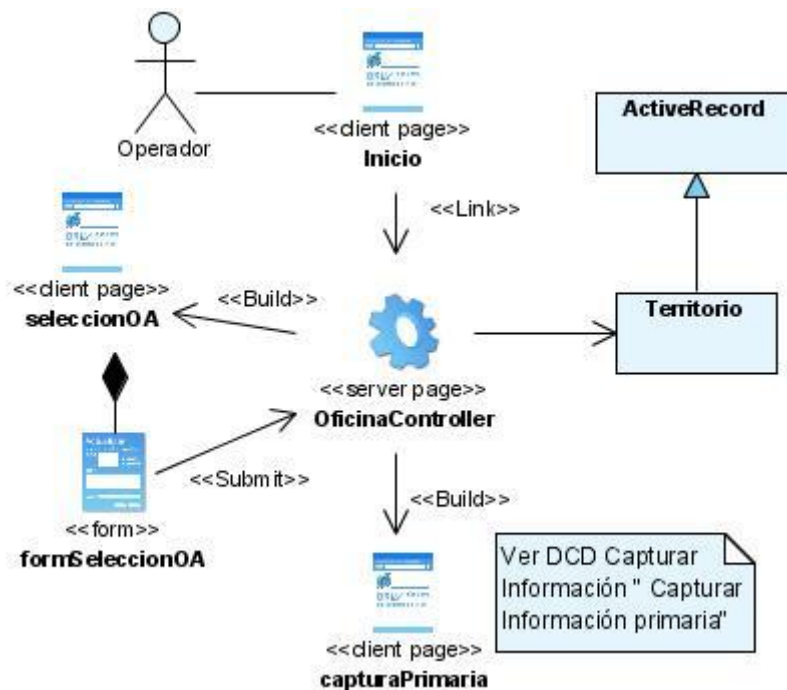 Operador
<<client page>>
Inicio
ActiveRecord
<<Link>>
<<client page>>
seleccionOA
<<Build>>
Territorio
<<server page>>
OficinaController
<<Submit>>
<<form>>
formSeleccionOA
<<Build>>
Ver DCD Capturar
Información " Capturar
Información primaria"
<<client page>>
capturaPrimaria